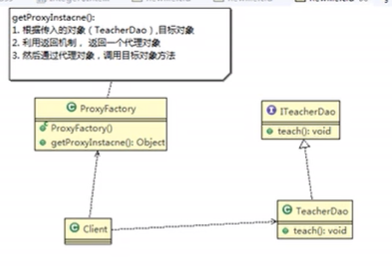 getProxyInstacne():
1. 根据传入的对象（TeacherDao）,目标对象
2. 利用返回机制，返回一个代理对象
3. 然后通过代理对象，调用目标对象方法
ProxyFactory
ProxyFactory()
getProxyInstacne(): Object
ITeacherDao
teach(): void
TeacherDao
teach(): void
Client